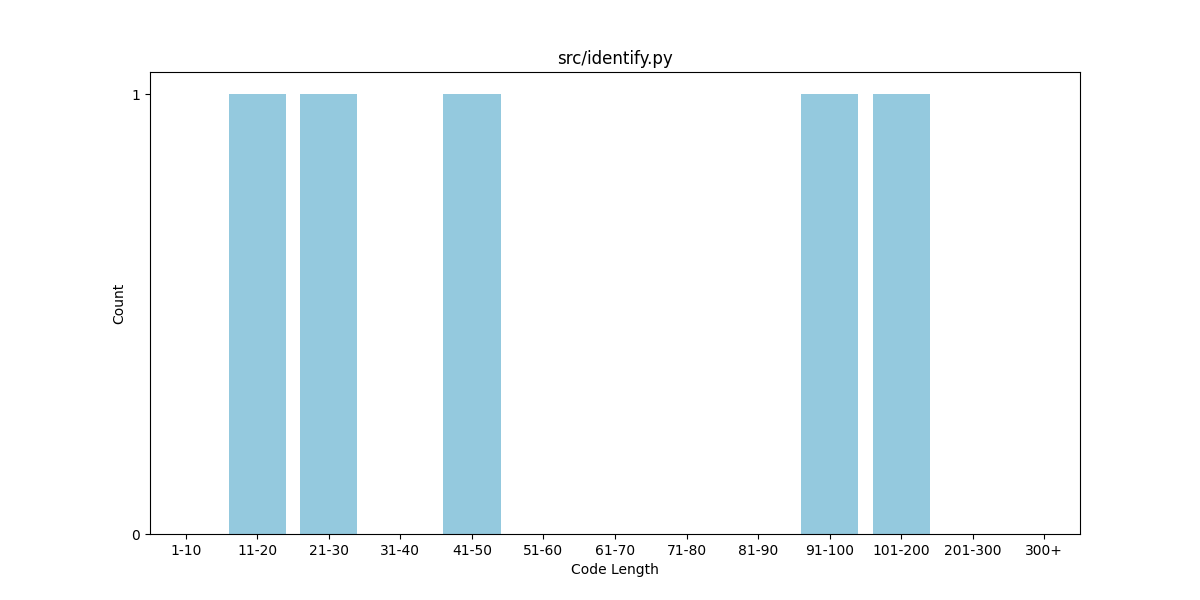 src/identify.py
1
Count
0
1-10 11-20 21-30 31-40 41-50 51-60 61-70 71-80 81-90 91-100 101-200 201-300 300+
Code Length